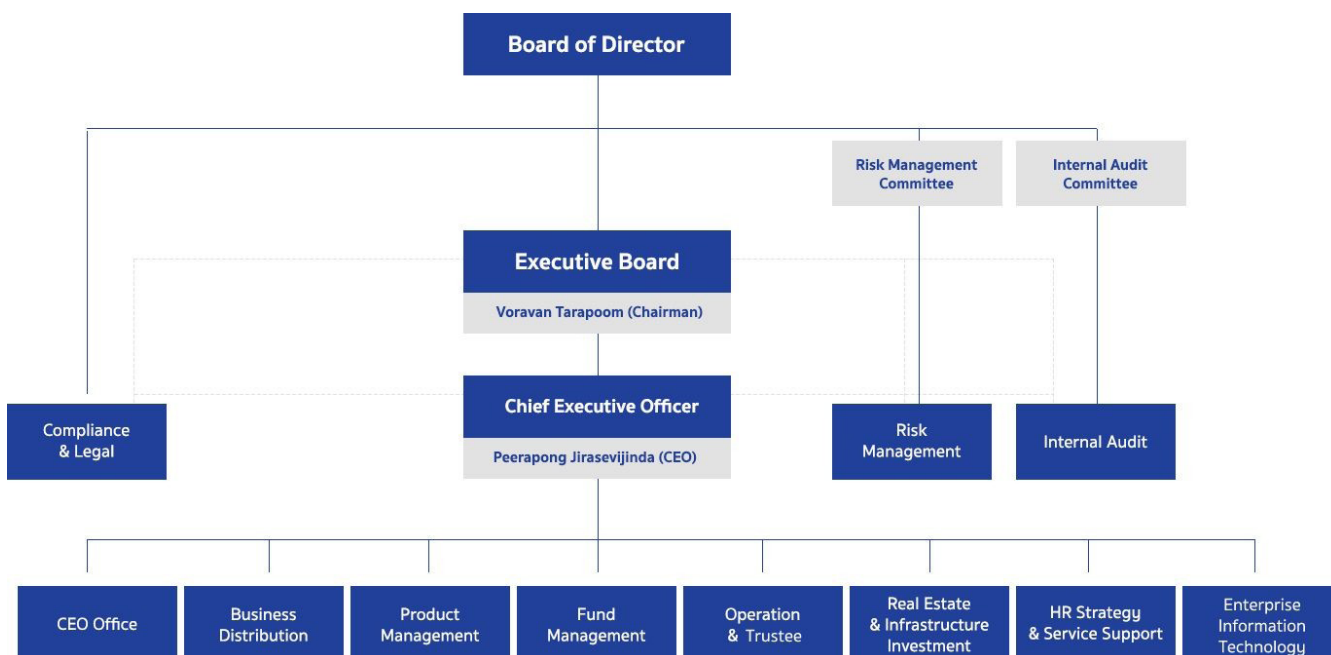 Board of Director
Risk Management
Committee
Internal Audit
Committee
Executive Board
Voravan Tarapoom (Chairman)
Chief Executive Officer
Peerapong Jirasevijinda (CEO)
Compliance
& Legal
Risk
Management
Internal Audit
CEO Office
Business
Distribution
Product
Management
Fund
Management
Operation
& Trustee
Real Estate
& Infrastructure
Investment
HR Strategy
& Service Support
Enterprise
Information
Technology